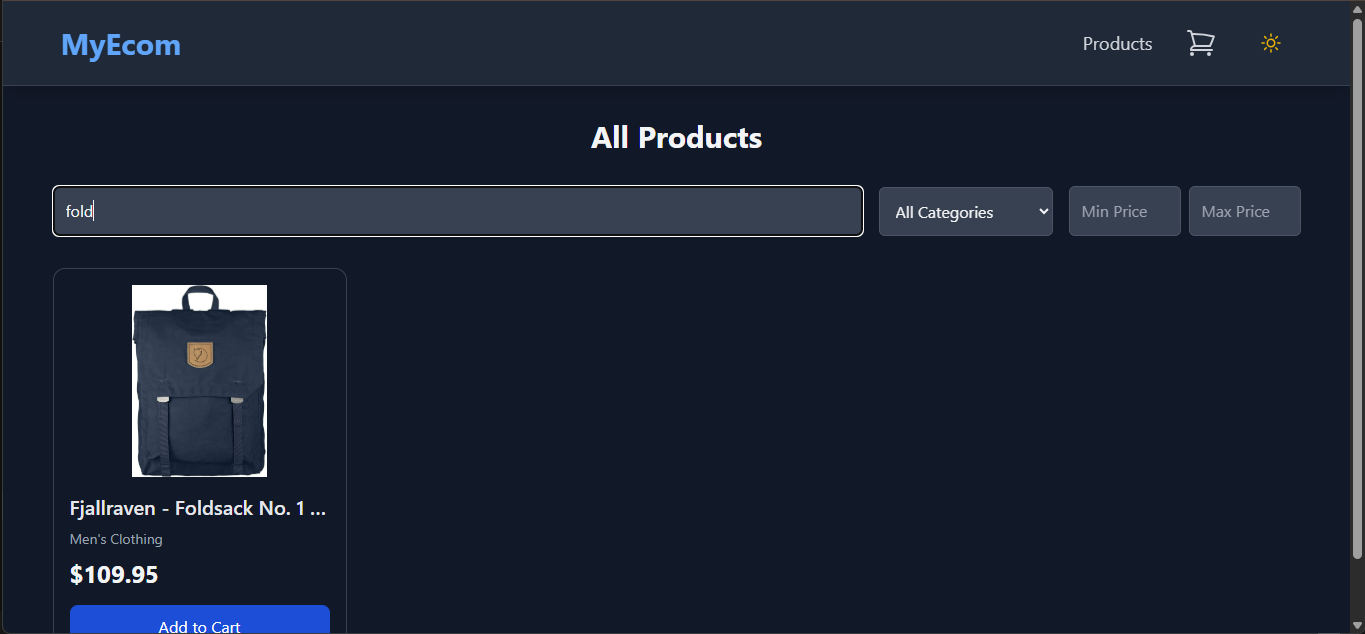 MyEcom
Products
All Products
fold
All Categories
Min Price
Max Price
Fjallraven - Foldsack No. 1 ...
Men's Clothing
$109.95
Add to Cart